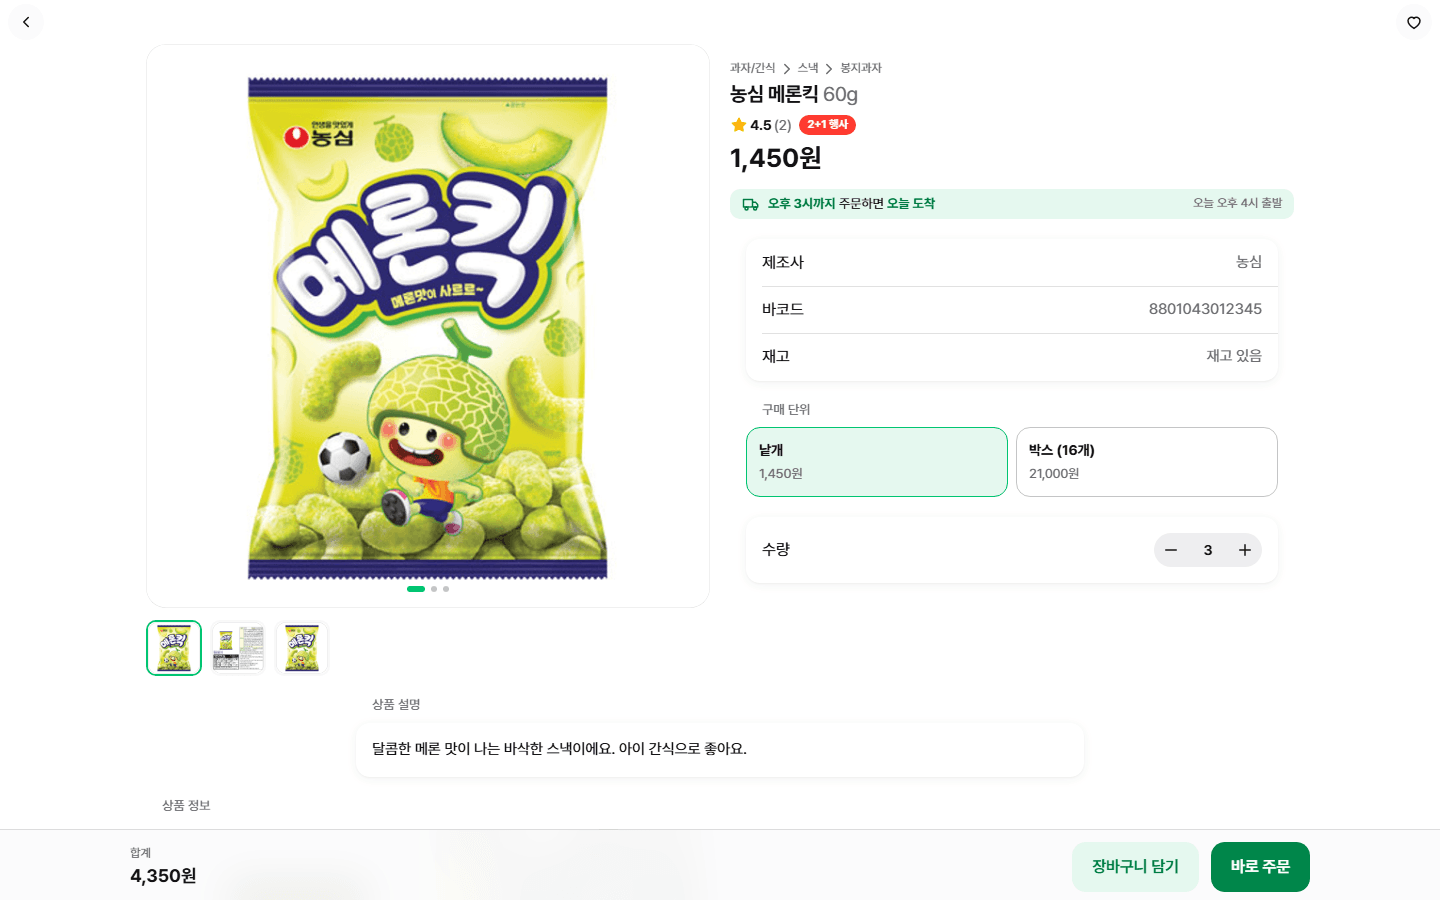 과자/간식 > 스낵 > 봉지과자
농심 메론킥 60g
4.5 (2) 2+1 행사
1,450원
오후 3시까지 주문하면 오늘 도착
오늘 오후 4시 출발
제조사
농심
바코드
8801043012345
재고
재고 있음
구매 단위
낱개
1,450원
박스 (16개)
21,000원
수량
3
인생을 맛있게
농심
메론킥
메론맛이 사르르~
상품 설명
달콤한 메론 맛이 나는 바삭한 스낵이에요. 아이 간식으로 좋아요.
상품 정보
합계
4,350원
장바구니 담기
바로 주문